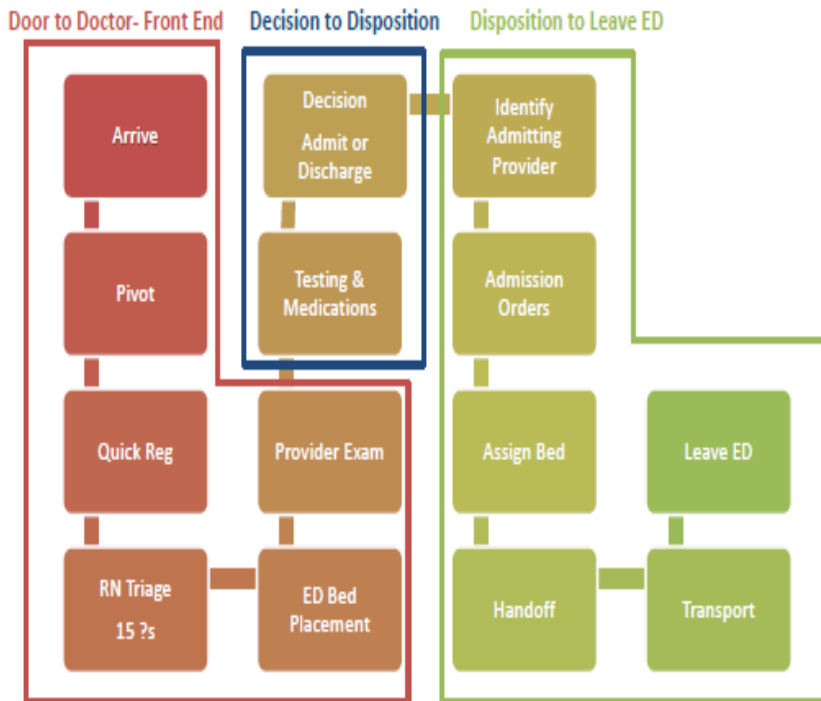 Door to Doctor- Front End
Decision to Disposition
Disposition to Leave ED
Arrive
Pivot
Quick Reg
RN Triage
15 ?s
ED Bed
Placement
Provider Exam
Testing &
Medications
Decision
Admit or
Discharge
Identify
Admitting
Provider
Admission
Orders
Assign Bed
Handoff
Transport
Leave ED